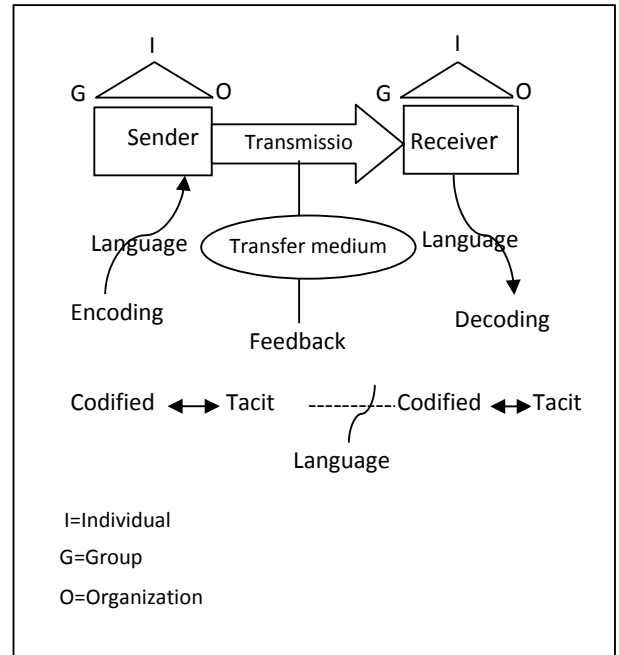 I I
G O G O
Sender Transmissio Receiver
Language Transfer medium Language
Encoding Decoding
Feedback
Codified Tacit Codified Tacit
Language
I=Individual
G=Group
O=Organization